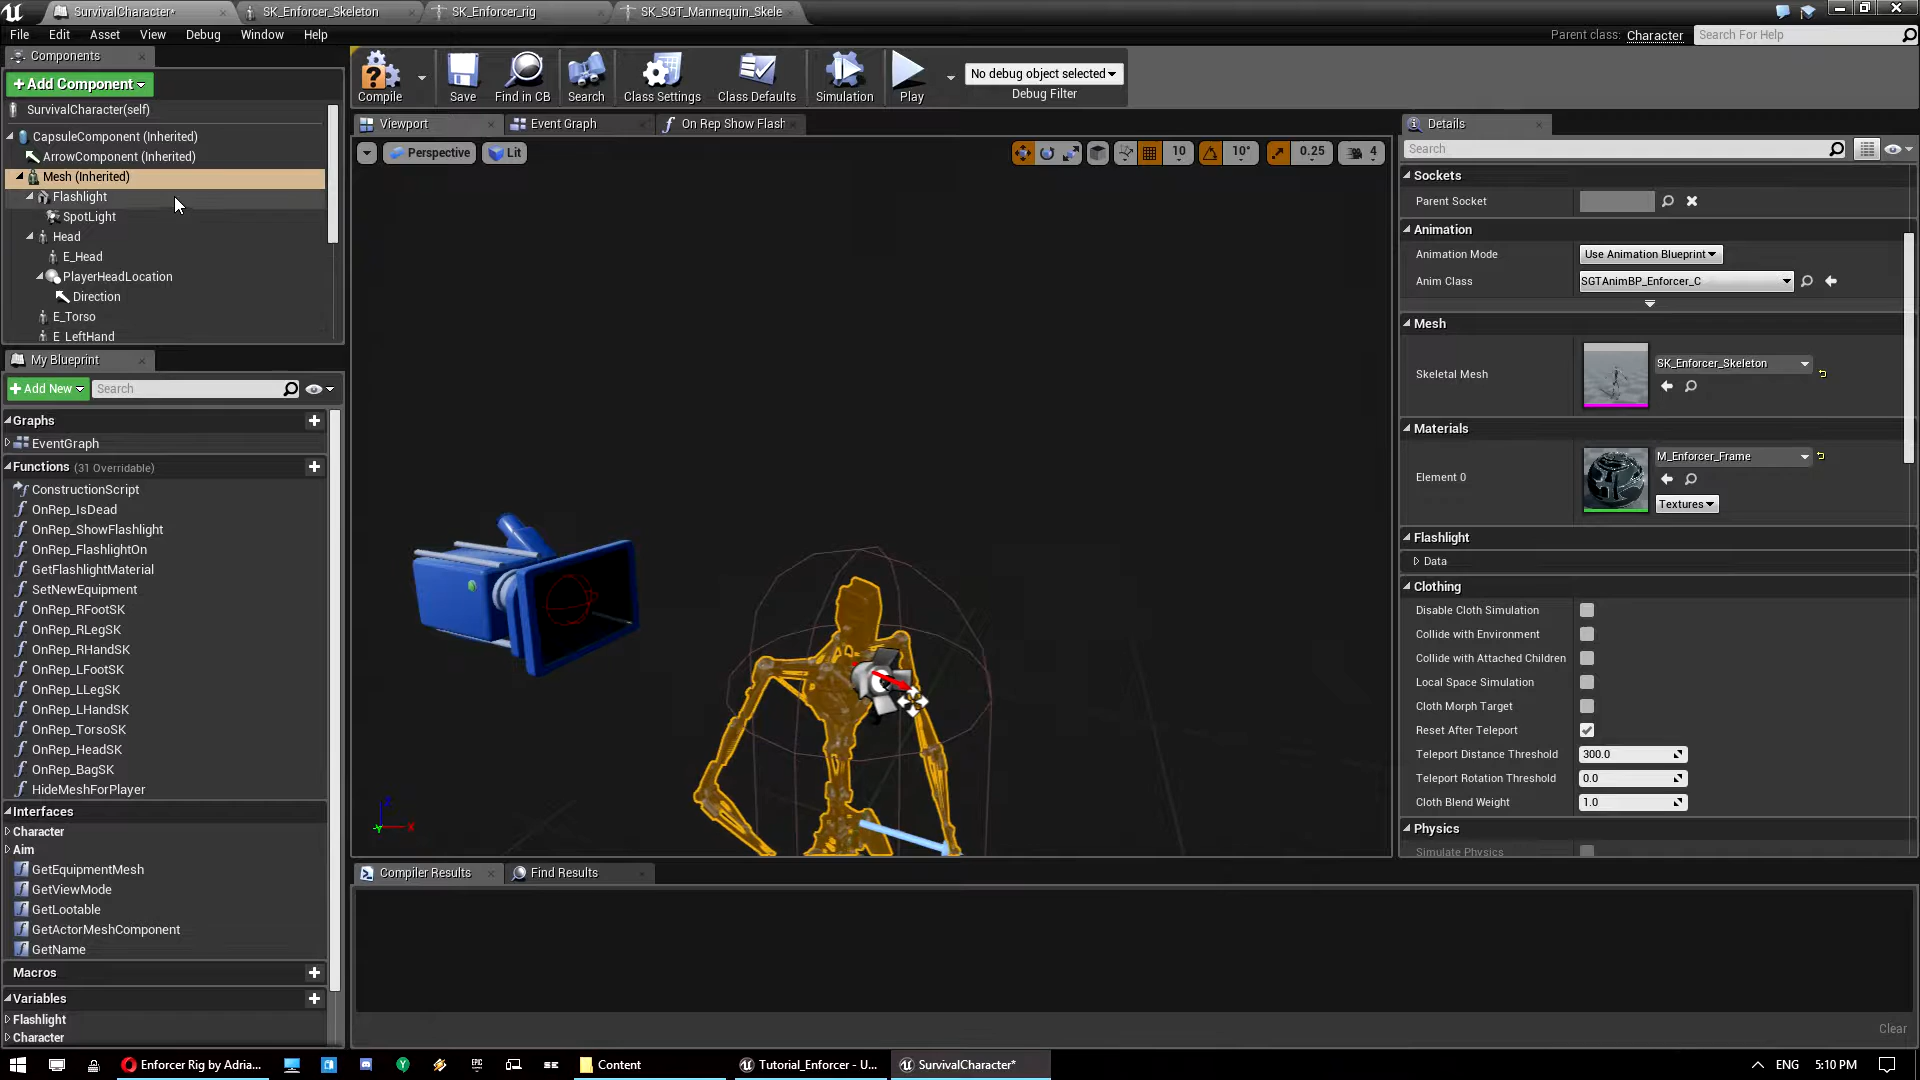 SurvivalCharacter*
SK_Enforcer_Skeleton
SK_Enforcer_rig
SK_SGT_Mannequin_Skele
File Edit Asset View Debug Window Help
Parent class: Character
Search For Help
Components
+Add Component
SurvivalCharacter(self)
CapsuleComponent (Inherited)
ArrowComponent (Inherited)
Mesh (Inherited)
Flashlight
SpotLight
Head
E_Head
PlayerHeadLocation
Direction
E_Torso
E_LeftHand
My Blueprint
+Add New
Search
Graphs
EventGraph
Functions (31 Overridable)
ConstructionScript
OnRep_IsDead
OnRep_ShowFlashlight
OnRep_FlashlightOn
GetFlashlightMaterial
SetNewEquipment
OnRep_RFootSK
OnRep_RLegSK
OnRep_RHandSK
OnRep_LFootSK
OnRep_LLegSK
OnRep_LHandSK
OnRep_TorsoSK
OnRep_HeadSK
OnRep_BagSK
HideMeshForPlayer
Interfaces
Character
Aim
GetEquipmentMesh
GetViewMode
GetLootable
GetActorMeshComponent
GetName
Macros
Variables
Flashlight
Character
Compile
Save
Find in CB
Search
Class Settings
Class Defaults
Simulation
Play
No debug object selected
Debug Filter
Viewport
Event Graph
On Rep Show Flash
Perspective
Lit
10
10°
0.25
4
X
Compiler Results
Find Results
Clear
Details
Search
Sockets
Parent Socket
Animation
Animation Mode
Use Animation Blueprint
Anim Class
SGTAnimBP_Enforcer_C
Mesh
Skeletal Mesh
SK_Enforcer_Skeleton
Materials
Element 0
M_Enforcer_Frame
Textures
Flashlight
Data
Clothing
Disable Cloth Simulation
Collide with Environment
Collide with Attached Children
Local Space Simulation
Cloth Morph Target
Reset After Teleport
Teleport Distance Threshold
300.0
Teleport Rotation Threshold
0.0
Cloth Blend Weight
1.0
Physics
Simulate Physics
Enforcer Rig by Adria...
Content
Tutorial_Enforcer - U...
SurvivalCharacter*
ENG
5:10 PM